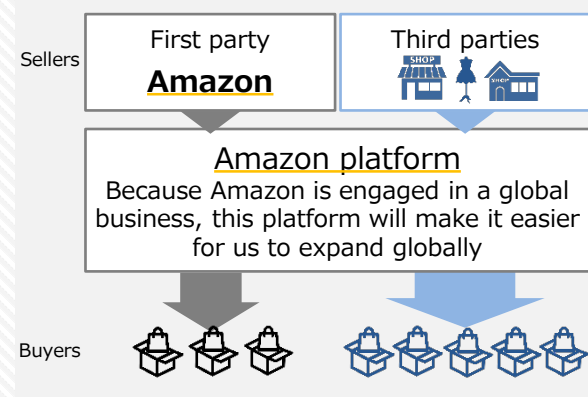 Sellers
First party
Amazon
Third parties
SHOP
SHOP
Amazon platform
Because Amazon is engaged in a global
business, this platform will make it easier
for us to expand globally
Buyers